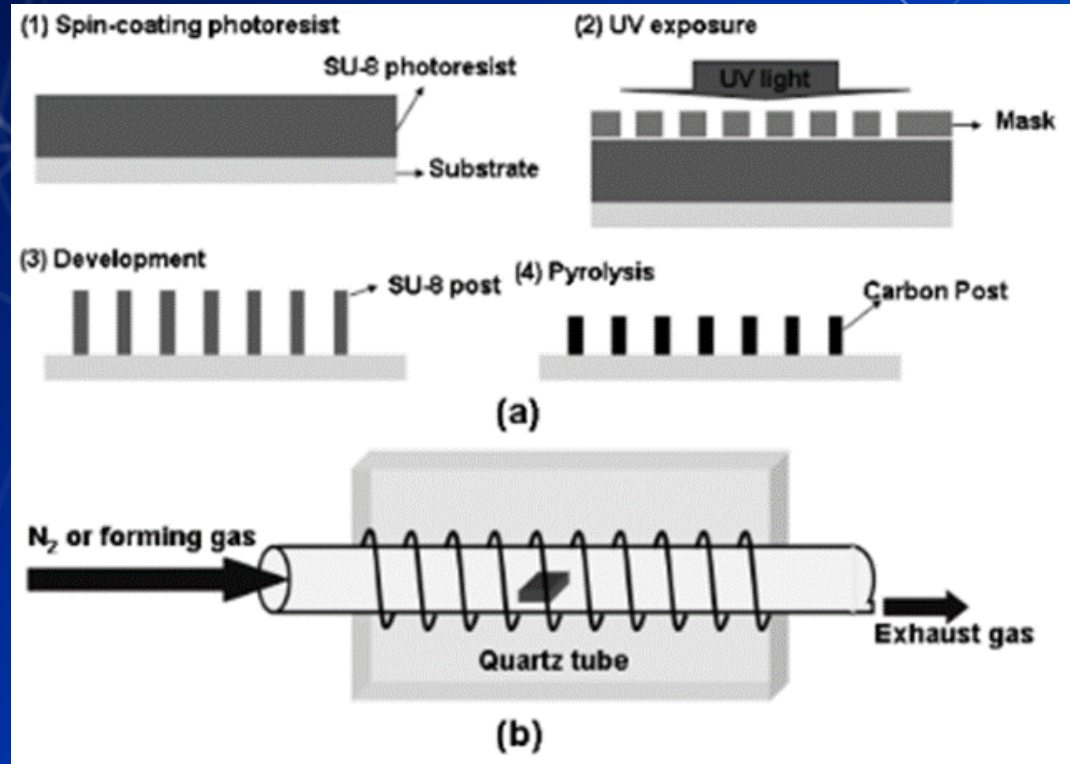 (1) Spin-coating photoresist
SU-8 photoresist
Substrate
(2) UV exposure
UV light
Mask
(3) Development
SU-8 post
(4) Pyrolysis
Carbon Post
(a)
N₂ or forming gas
Quartz tube
Exhaust gas
(b)